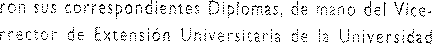 ron sus correspondientes Diplomas, de mano del Vice-
rrector de Extensión Universitaria de la Universidad